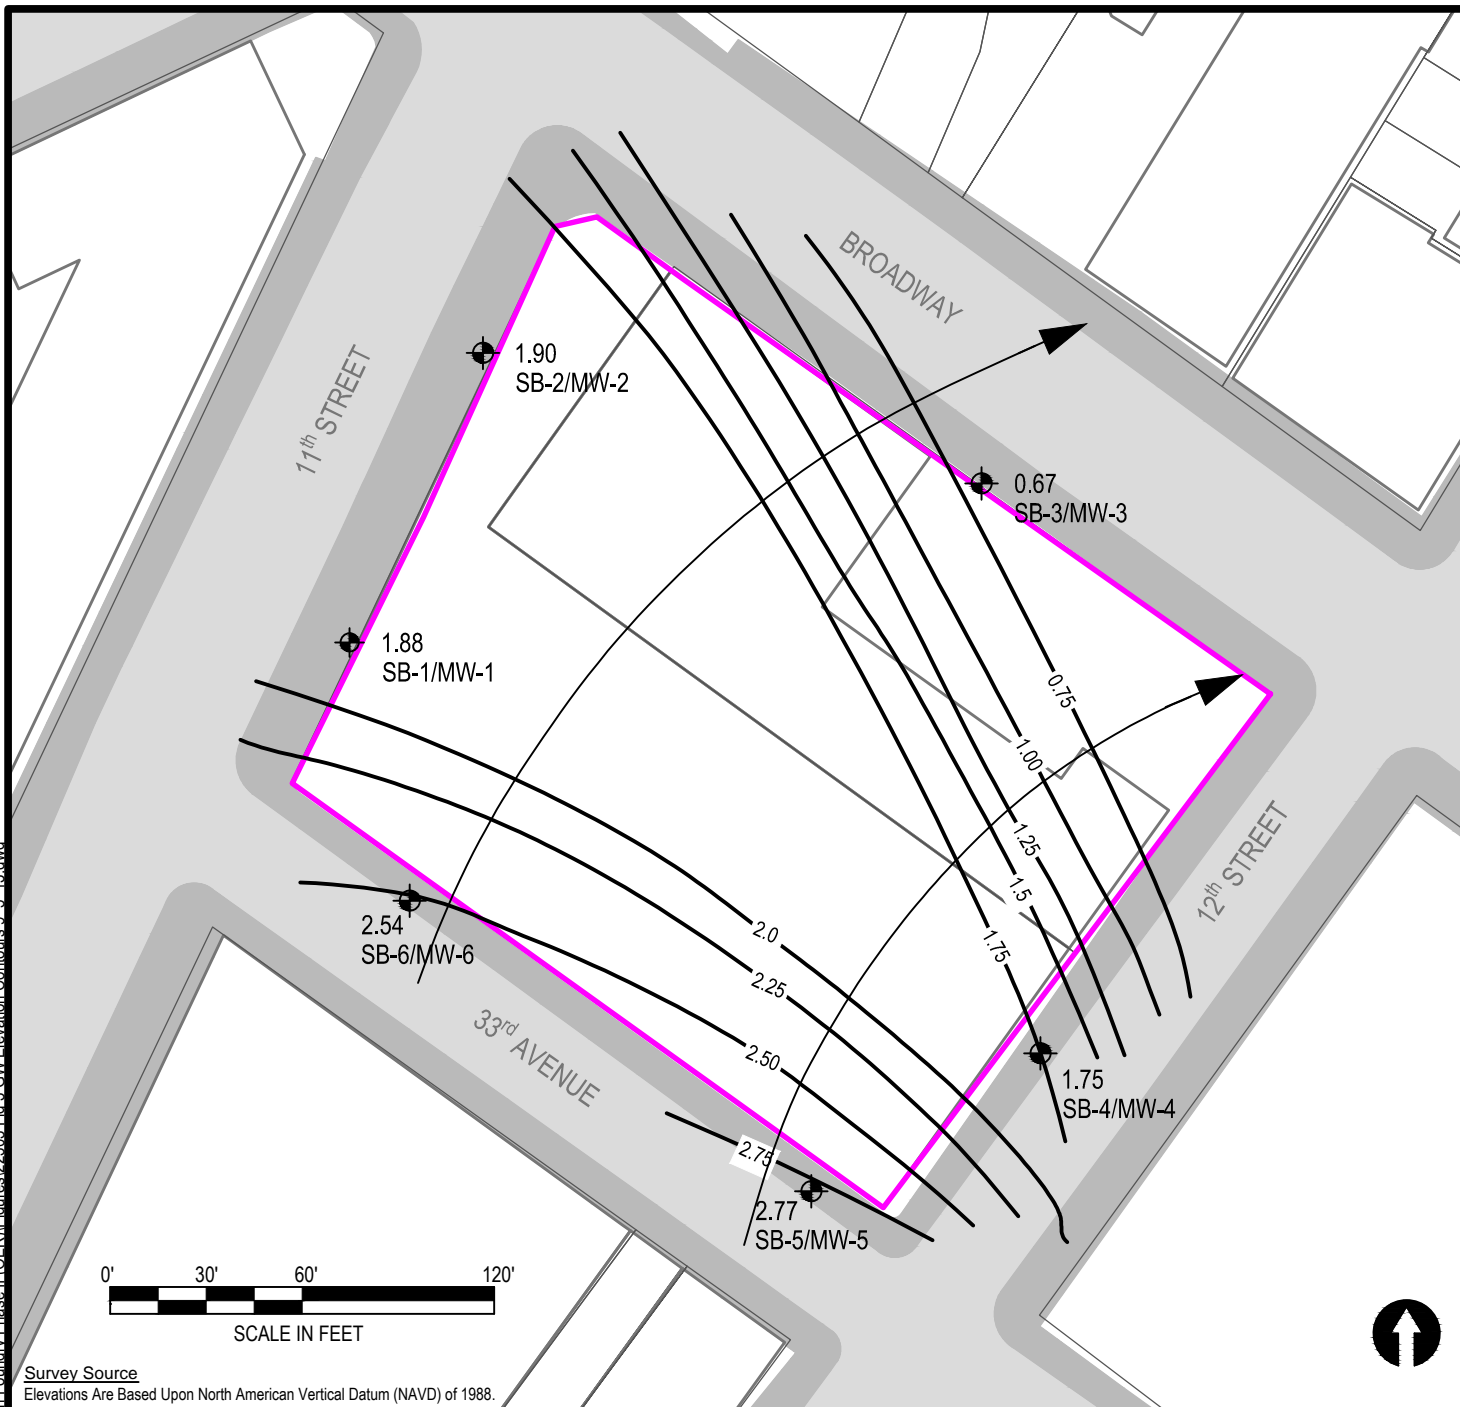 BROADWAY
11th STREET
1.90
SB-2/MW-2
0.67
SB-3/MW-3
1.88
SB-1/MW-1
0.75
1.00
1.25
1.5
1.75
12th STREET
2.0
2.25
2.50
2.75
2.54
SB-6/MW-6
33rd AVENUE
1.75
SB-4/MW-4
2.77
SB-5/MW-5
0' 30' 60' 120'
SCALE IN FEET
Survey Source
Elevations Are Based Upon North American Vertical Datum (NAVD) of 1988.